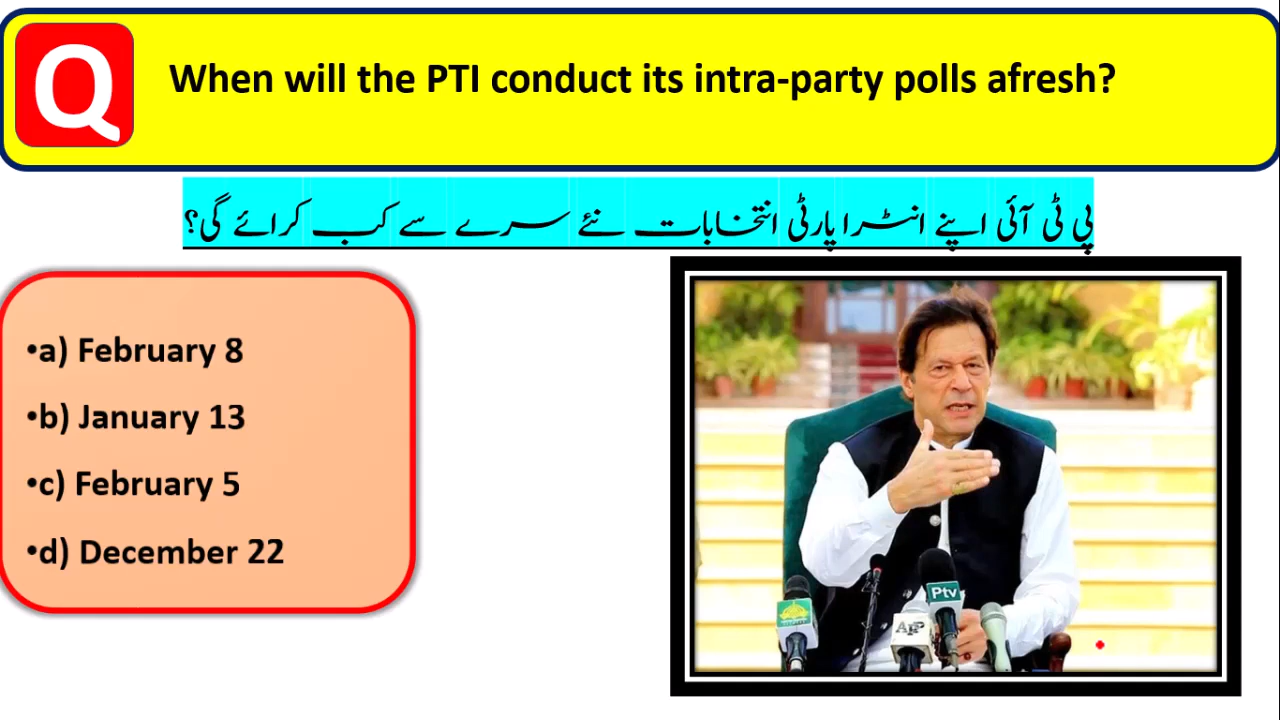 Q
When will the PTI conduct its intra-party polls afresh?
پی ٹی آئی اپنے انٹرا پارٹی انتخابات نئے سرے سے کب کرائے گی؟
•a) February 8
•b) January 13
•c) February 5
•d) December 22
Ptv
APP